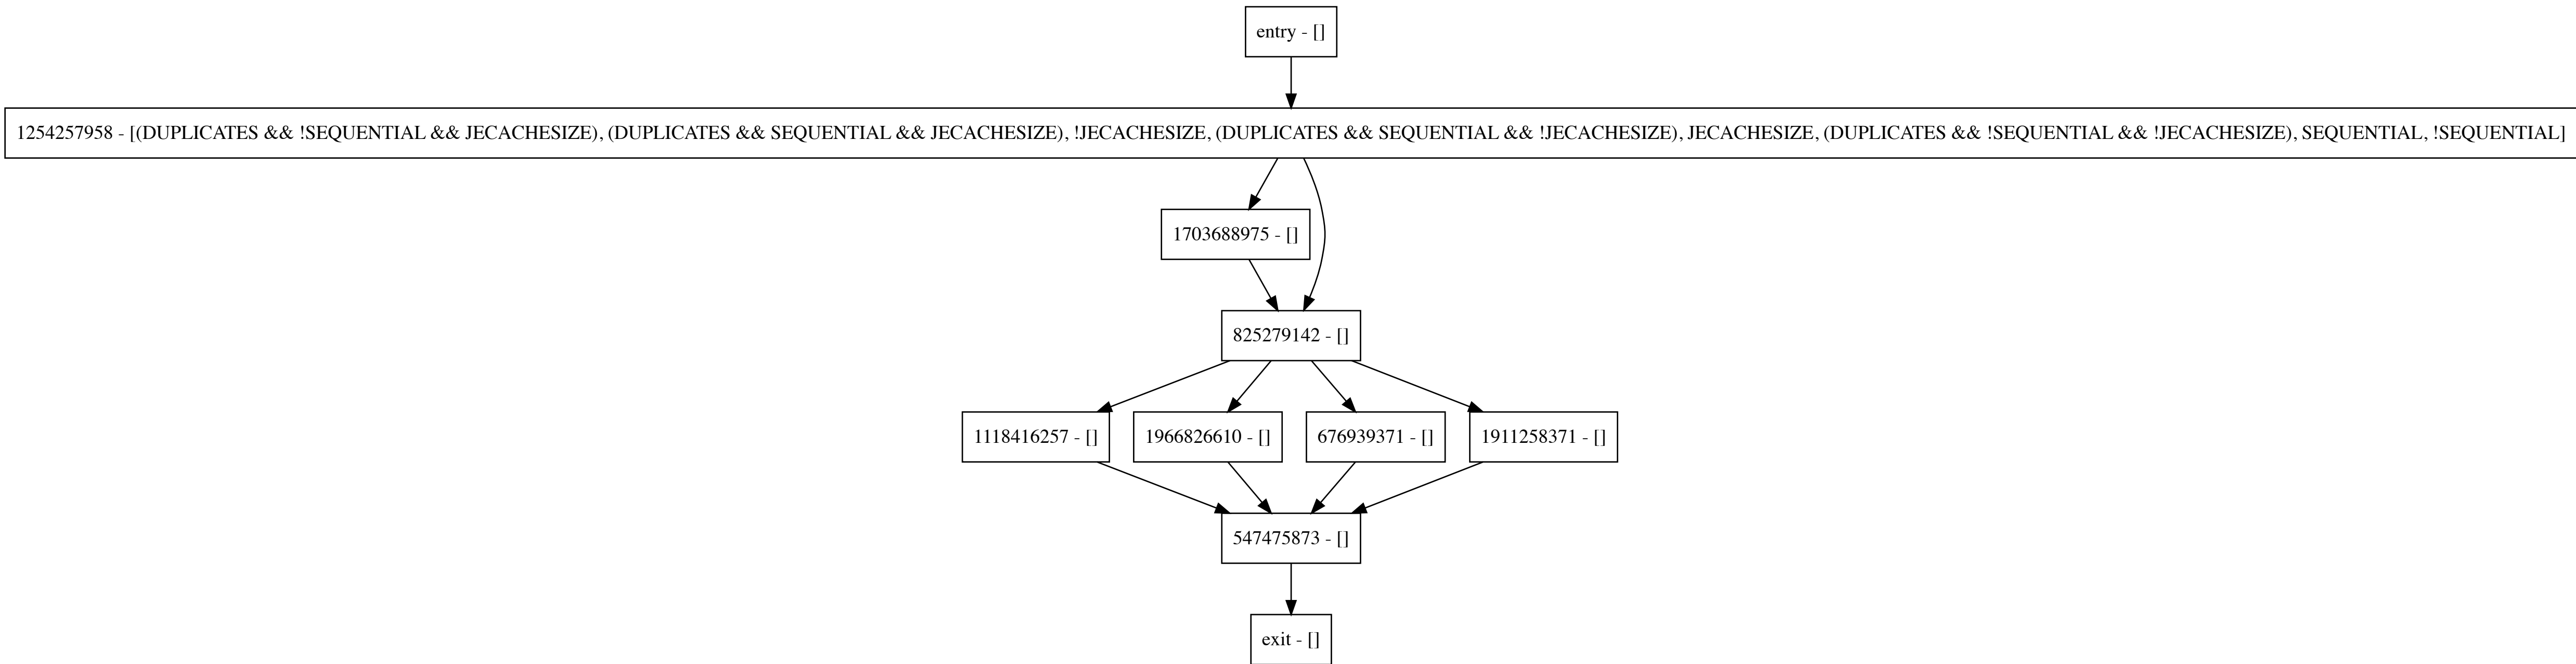 entry - []
1254257958 - [(DUPLICATES && !SEQUENTIAL && JECACHESIZE), (DUPLICATES && SEQUENTIAL && JECACHESIZE), !JECACHESIZE, (DUPLICATES && SEQUENTIAL && !JECACHESIZE), JECACHESIZE, (DUPLICATES && !SEQUENTIAL && !JECACHESIZE), SEQUENTIAL, !SEQUENTIAL]
1703688975 - []
825279142 - []
1118416257 - []
1966826610 - []
676939371 - []
1911258371 - []
547475873 - []
exit - []